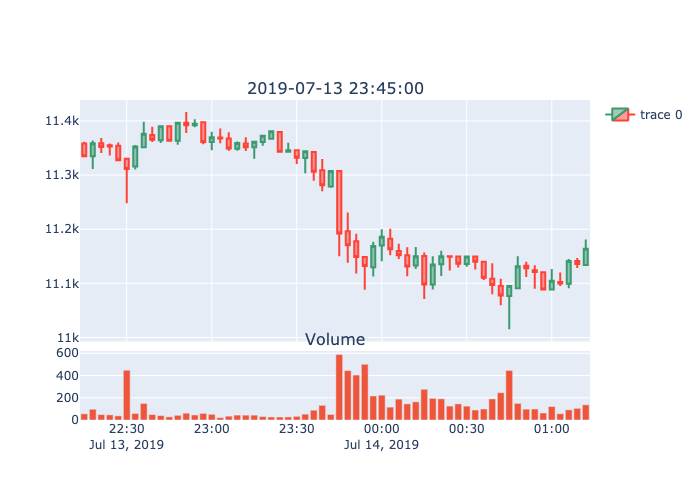 2019-07-13 23:45:00
trace 0
11.4k
11.3k
11.2k
11.1k
11k
Volume
600
400
200
0
22:30 23:00 23:30 00:00 00:30 01:00
Jul 13, 2019 Jul 14, 2019